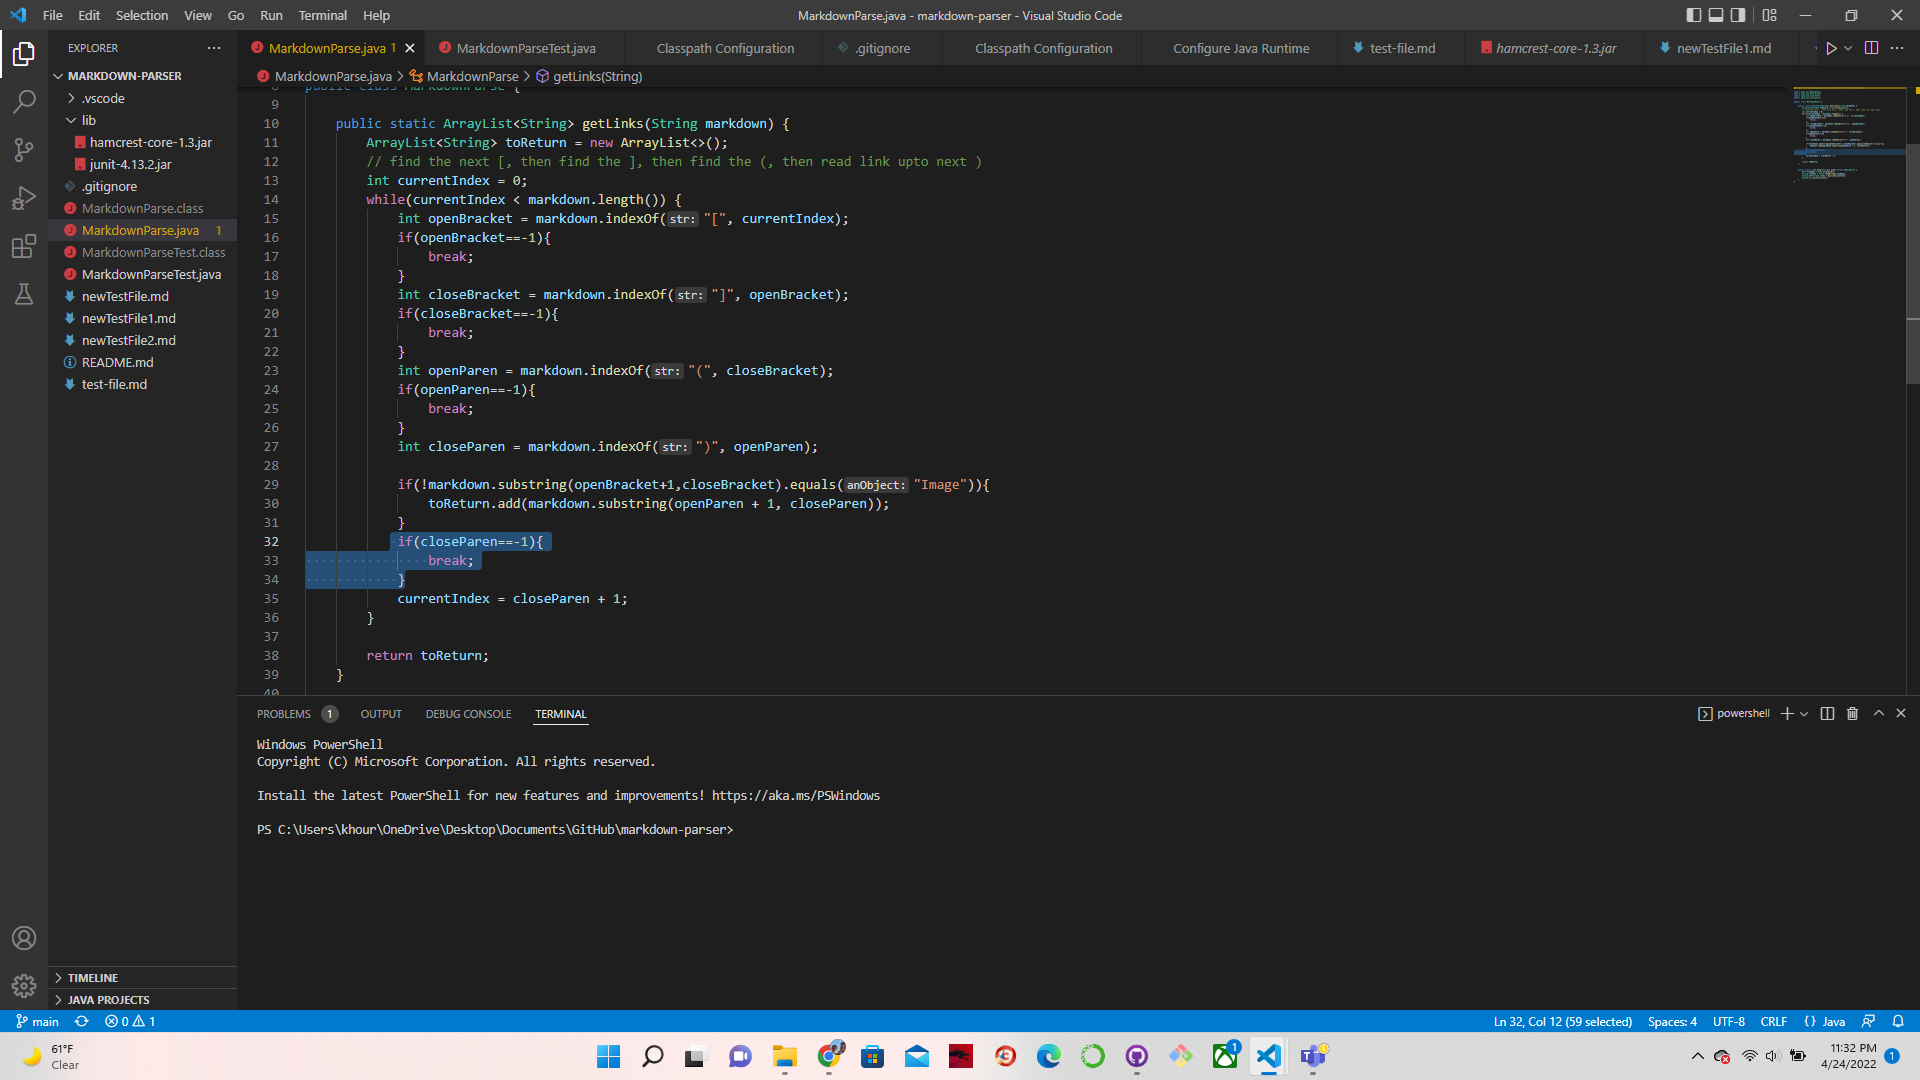 File Edit Selection View Go Run Terminal Help
MarkdownParse.java - markdown-parser - Visual Studio Code
EXPLORER
MarkdownParse.java 1
MarkdownParseTest.java
Classpath Configuration
.gitignore
Classpath Configuration
Configure Java Runtime
test-file.md
hamcrest-core-1.3.jar
newTestFile1.md
MarkdownParse.java > MarkdownParse > getLinks(String)
MARKDOWN-PARSER
.vscode
lib
hamcrest-core-1.3.jar
junit-4.13.2.jar
.gitignore
MarkdownParse.class
MarkdownParse.java 1
MarkdownParseTest.class
MarkdownParseTest.java
newTestFile.md
newTestFile1.md
newTestFile2.md
README.md
test-file.md
TIMELINE
JAVA PROJECTS
8 public class MarkdownParse {
9
10 public static ArrayList<String> getLinks(String markdown) {
11 ArrayList<String> toReturn = new ArrayList<>();
12 // find the next [, then find the ], then find the (, then read link upto next )
13 int currentIndex = 0;
14 while(currentIndex < markdown.length()) {
15 int openBracket = markdown.indexOf(str: "[", currentIndex);
16 if(openBracket==-1){
17 break;
18 }
19 int closeBracket = markdown.indexOf(str: "]", openBracket);
20 if(closeBracket==-1){
21 break;
22 }
23 int openParen = markdown.indexOf(str: "(", closeBracket);
24 if(openParen==-1){
25 break;
26 }
27 int closeParen = markdown.indexOf(str: ")", openParen);
28
29 if(!markdown.substring(openBracket+1,closeBracket).equals(anObject: "Image")){
30 toReturn.add(markdown.substring(openParen + 1, closeParen));
31 }
32 if(closeParen==-1){
33 break;
34 }
35 currentIndex = closeParen + 1;
36 }
37
38 return toReturn;
39 }
40
PROBLEMS 1 OUTPUT DEBUG CONSOLE TERMINAL
powershell
Windows PowerShell
Copyright (C) Microsoft Corporation. All rights reserved.
Install the latest PowerShell for new features and improvements! https://aka.ms/PSWindows
PS C:\Users\khour\OneDrive\Desktop\Documents\GitHub\markdown-parser>
main 0 1
Ln 32, Col 12 (59 selected) Spaces: 4 UTF-8 CRLF {} Java
61°F
Clear
1
11:32 PM
4/24/2022
1